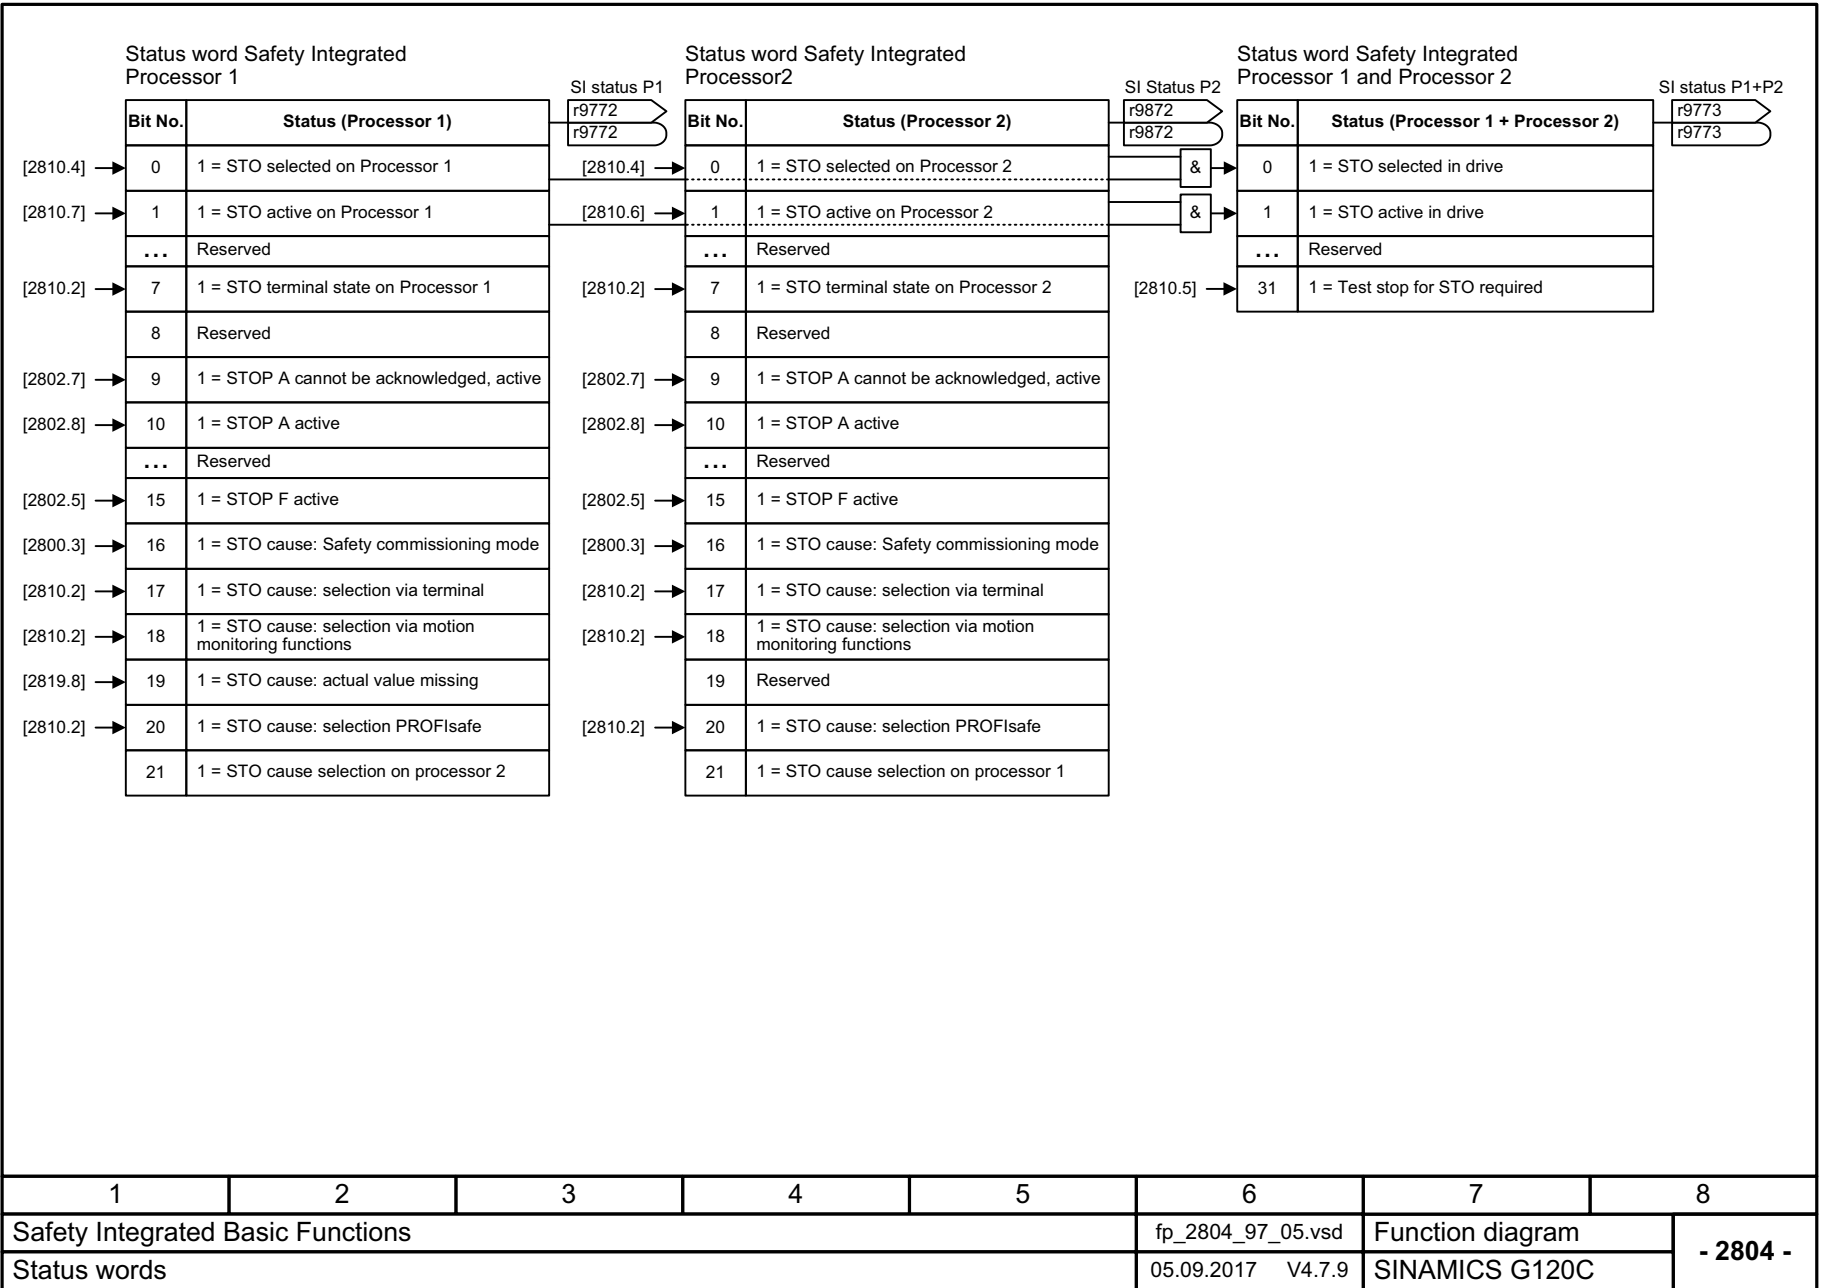 Status word Safety Integrated
Processor 1
SI status P1
r9772
r9772
Bit No. Status (Processor 1)
[2810.4] 0 1 = STO selected on Processor 1
[2810.7] 1 1 = STO active on Processor 1
... Reserved
[2810.2] 7 1 = STO terminal state on Processor 1
8 Reserved
[2802.7] 9 1 = STOP A cannot be acknowledged, active
[2802.8] 10 1 = STOP A active
... Reserved
[2802.5] 15 1 = STOP F active
[2800.3] 16 1 = STO cause: Safety commissioning mode
[2810.2] 17 1 = STO cause: selection via terminal
[2810.2] 18 1 = STO cause: selection via motion
monitoring functions
[2819.8] 19 1 = STO cause: actual value missing
[2810.2] 20 1 = STO cause: selection PROFIsafe
21 1 = STO cause selection on processor 2
Status word Safety Integrated
Processor2
SI Status P2
r9872
r9872
Bit No. Status (Processor 2)
[2810.4] 0 1 = STO selected on Processor 2
[2810.6] 1 1 = STO active on Processor 2
... Reserved
[2810.2] 7 1 = STO terminal state on Processor 2
8 Reserved
[2802.7] 9 1 = STOP A cannot be acknowledged, active
[2802.8] 10 1 = STOP A active
... Reserved
[2802.5] 15 1 = STOP F active
[2800.3] 16 1 = STO cause: Safety commissioning mode
[2810.2] 17 1 = STO cause: selection via terminal
[2810.2] 18 1 = STO cause: selection via motion
monitoring functions
19 Reserved
[2810.2] 20 1 = STO cause: selection PROFIsafe
21 1 = STO cause selection on processor 1
Status word Safety Integrated
Processor 1 and Processor 2
SI status P1+P2
r9773
r9773
Bit No. Status (Processor 1 + Processor 2)
& 0 1 = STO selected in drive
& 1 1 = STO active in drive
... Reserved
[2810.5] 31 1 = Test stop for STO required
1 2 3 4 5 6 7 8
Safety Integrated Basic Functions fp_2804_97_05.vsd Function diagram
- 2804 -
Status words 05.09.2017 V4.7.9 SINAMICS G120C